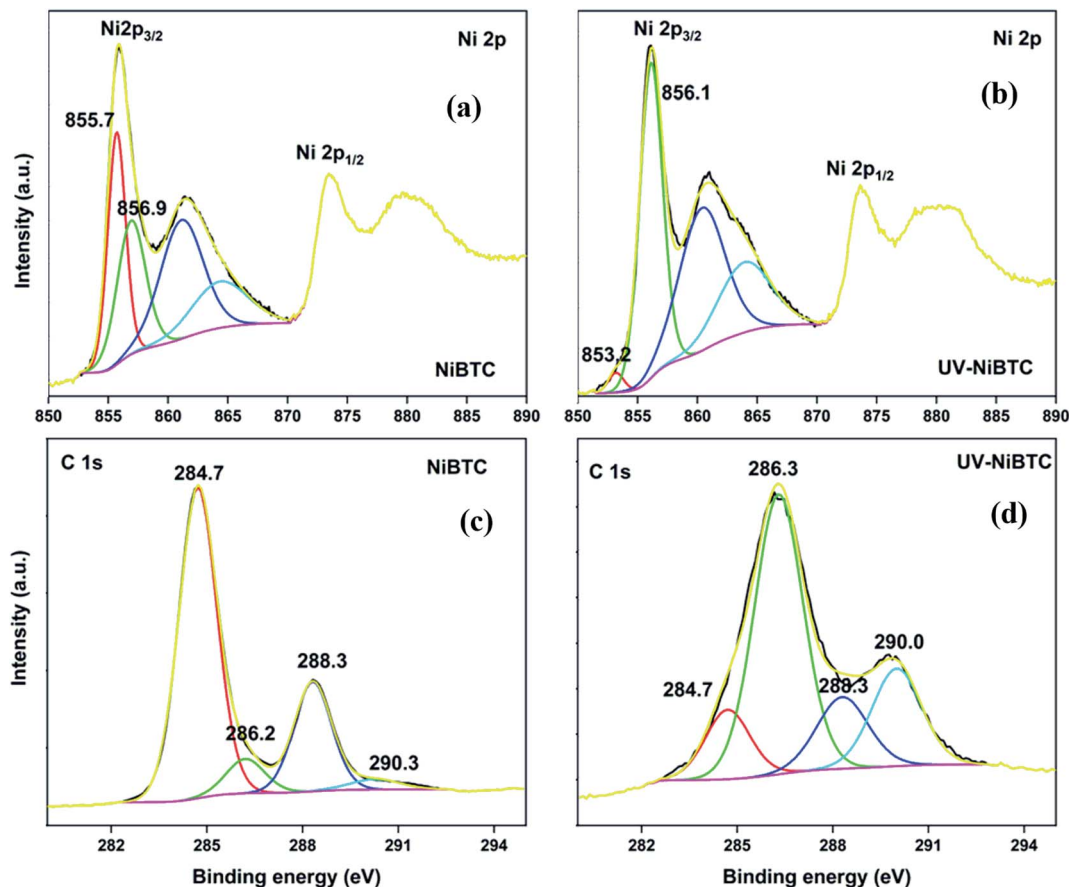 Ni2p3/2
Ni 2p
(a)
855.7
856.9
Ni 2p1/2
NiBTC
850 855 860 865 870 875 880 885 890
Intensity (a.u.)
Ni 2p3/2
Ni 2p
(b)
856.1
Ni 2p1/2
853.2
UV-NiBTC
850 855 860 865 870 875 880 885 890
C 1s
NiBTC
284.7
(c)
288.3
286.2
290.3
282 285 288 291 294
Binding energy (eV)
Intensity (a.u.)
C 1s
UV-NiBTC
286.3
(d)
290.0
284.7
288.3
282 285 288 291 294
Binding energy (eV)